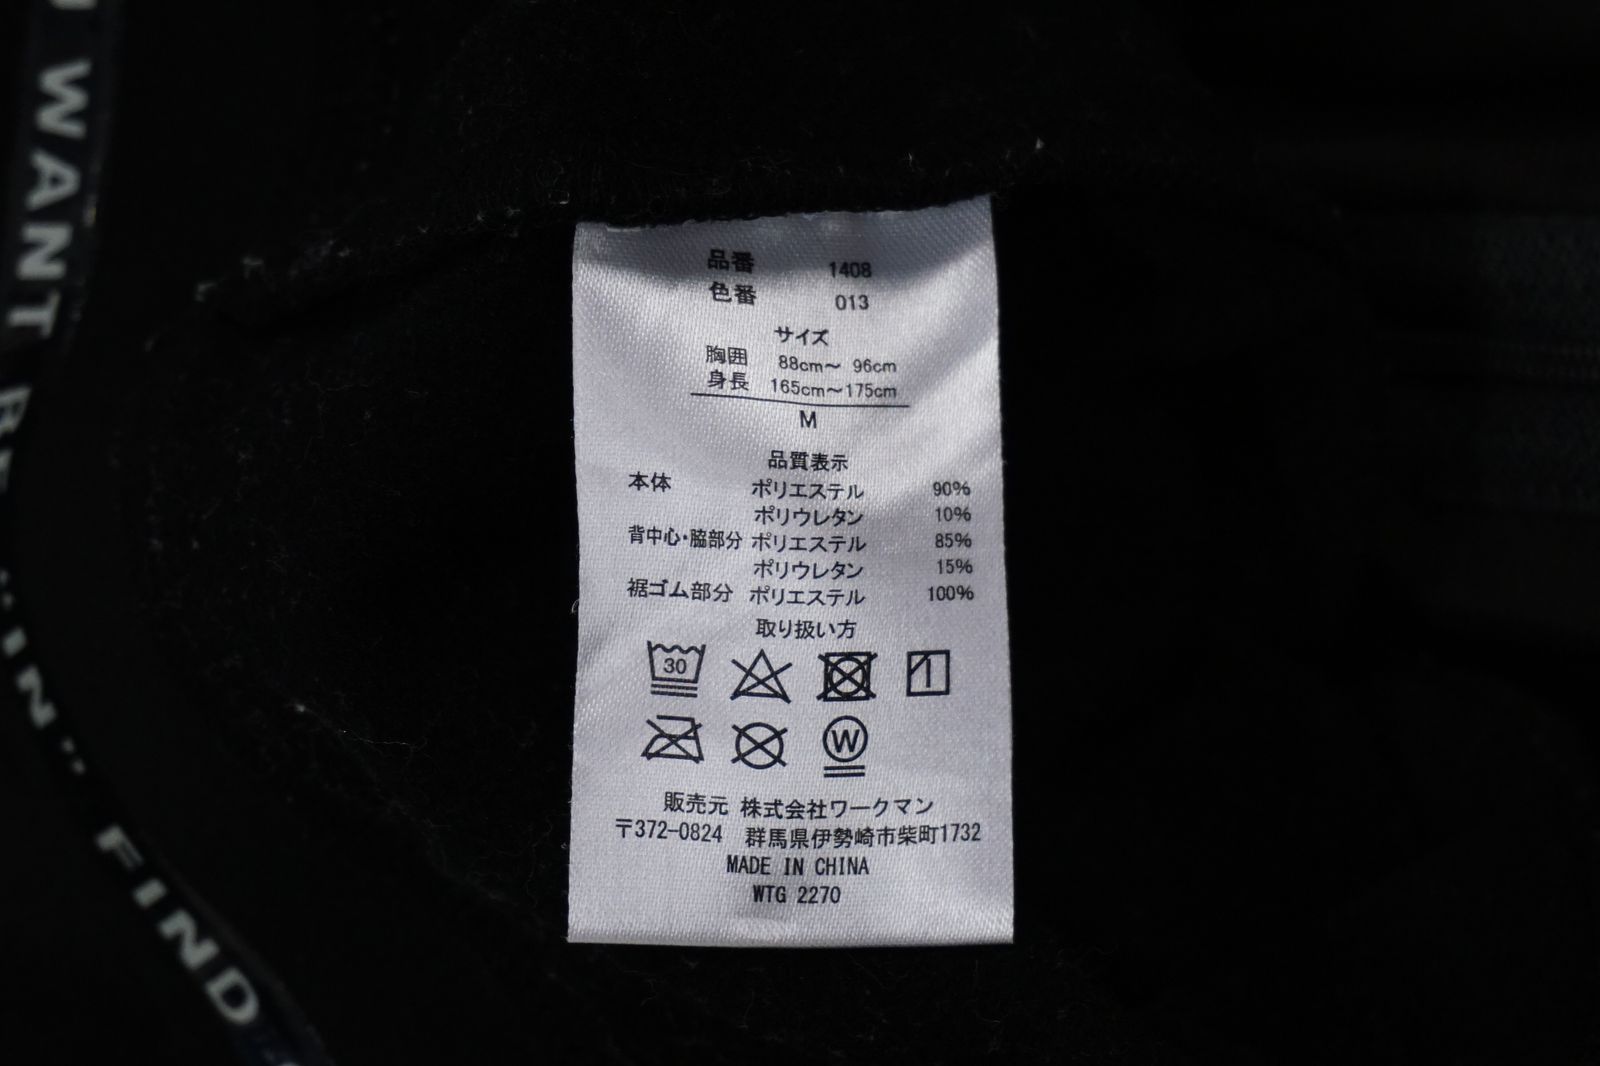 WANT
"IN"
FIND
品番 1408
色番 013
サイズ
胸囲 88cm～ 96cm
身長 165cm～175cm
M
品質表示
本体 ポリエステル 90%
ポリウレタン 10%
背中心・脇部分 ポリエステル 85%
ポリウレタン 15%
裾ゴム部分 ポリエステル 100%
取り扱い方
30
W
販売元 株式会社ワークマン
〒372-0824 群馬県伊勢崎市柴町1732
MADE IN CHINA
WTG 2270